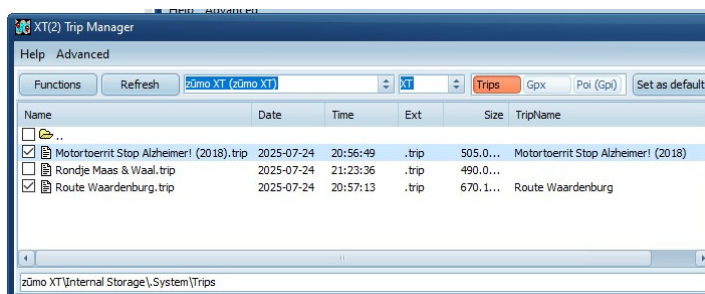 Help Advanced
XT(2) Trip Manager
Help Advanced
Functions Refresh zūmo XT (zūmo XT) XT Trips Gpx Poi (Gpi) Set as default
Name Date Time Ext Size TripName
..
Motortoerrit Stop Alzheimer! (2018).trip 2025-07-24 20:56:49 .trip 505.0... Motortoerrit Stop Alzheimer! (2018)
Rondje Maas & Waal.trip 2025-07-24 21:23:36 .trip 490.0...
Route Waardenburg.trip 2025-07-24 20:57:13 .trip 670.1... Route Waardenburg
zūmo XT\Internal Storage\.System\Trips